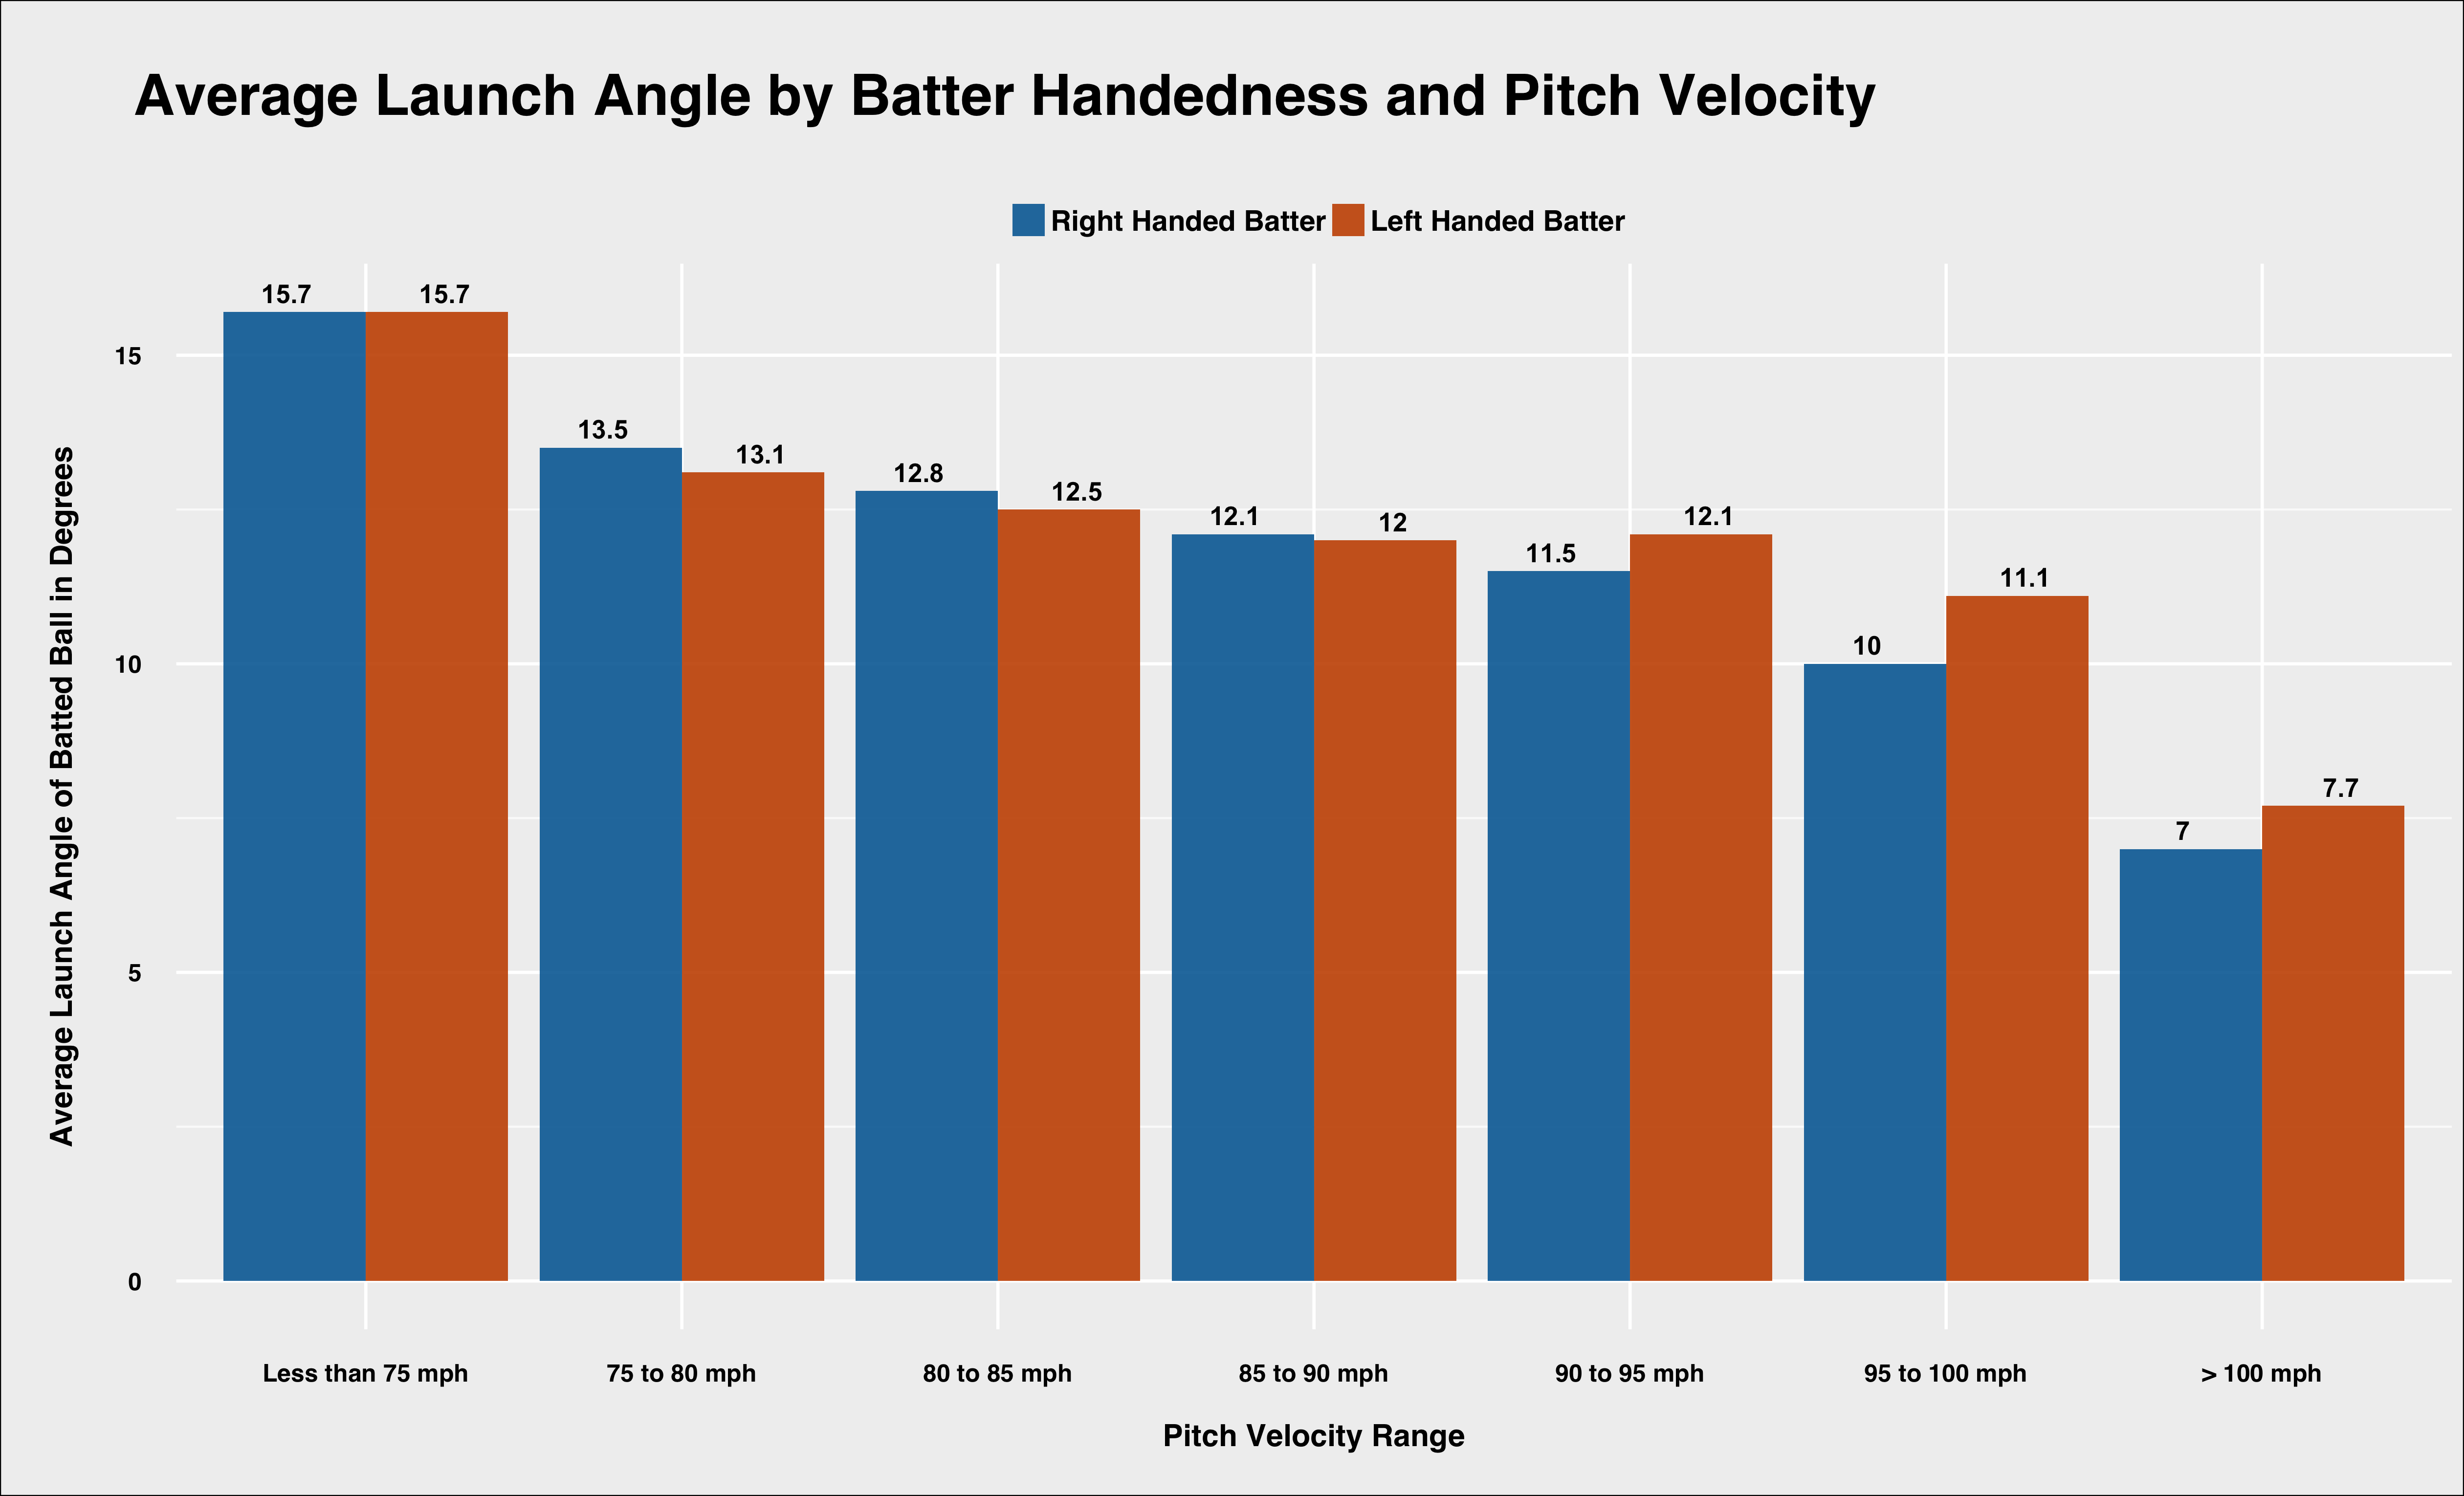 Average Launch Angle by Batter Handedness and Pitch Velocity
Right Handed Batter Left Handed Batter
Average Launch Angle of Batted Ball in Degrees
15
10
5
0
15.7 15.7
13.5 13.1
12.8 12.5
12.1 12
11.5 12.1
10 11.1
7 7.7
Less than 75 mph 75 to 80 mph 80 to 85 mph 85 to 90 mph 90 to 95 mph 95 to 100 mph > 100 mph
Pitch Velocity Range